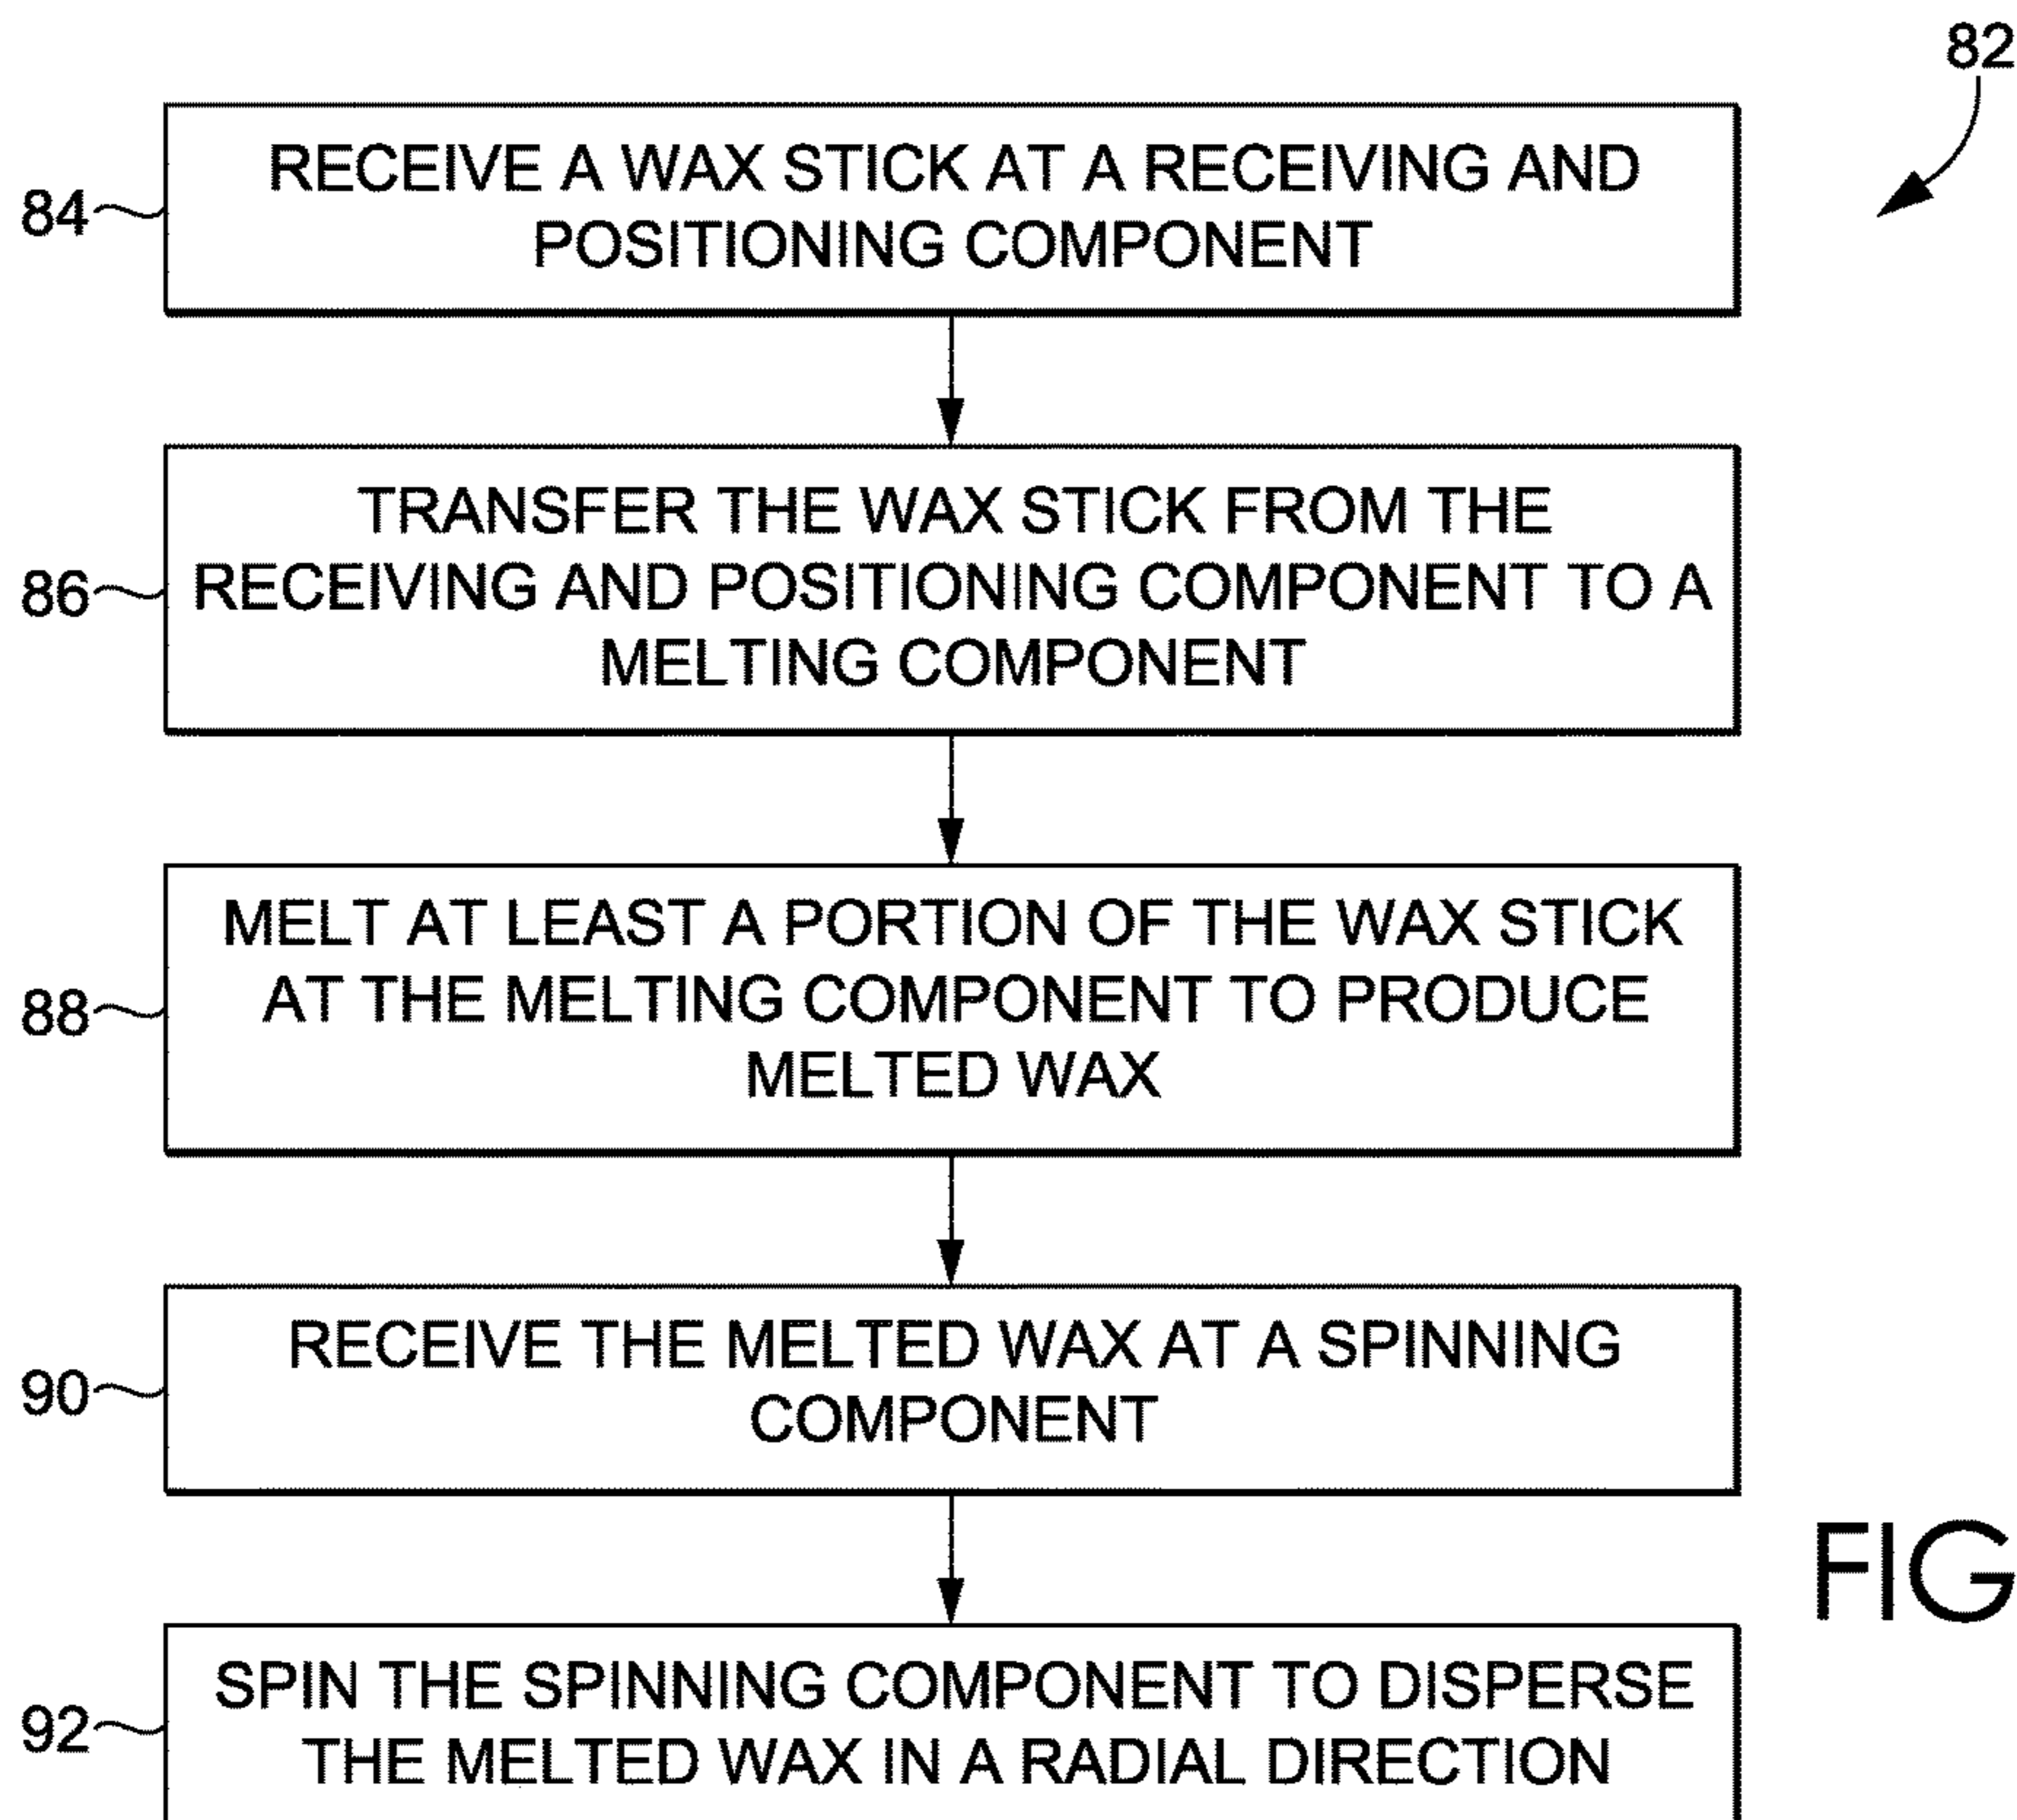 82
84
RECEIVE A WAX STICK AT A RECEIVING AND
POSITIONING COMPONENT
86
TRANSFER THE WAX STICK FROM THE
RECEIVING AND POSITIONING COMPONENT TO A
MELTING COMPONENT
88
MELT AT LEAST A PORTION OF THE WAX STICK
AT THE MELTING COMPONENT TO PRODUCE
MELTED WAX
90
RECEIVE THE MELTED WAX AT A SPINNING
COMPONENT
FIG
92
SPIN THE SPINNING COMPONENT TO DISPERSE
THE MELTED WAX IN A RADIAL DIRECTION